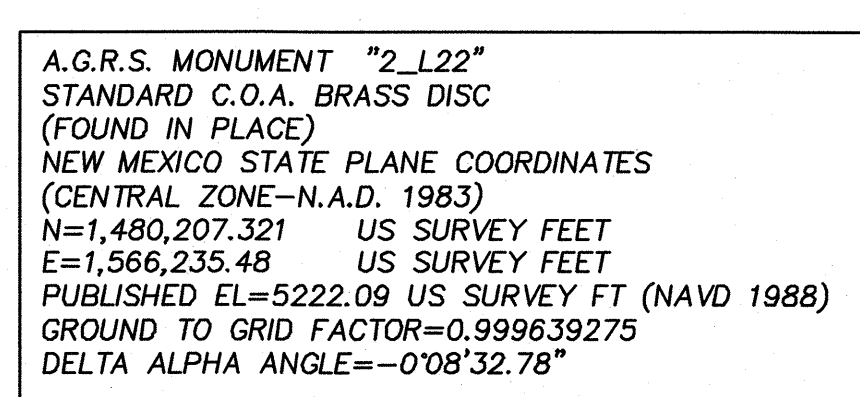 A.G.R.S. MONUMENT "2_L22"
STANDARD C.O.A. BRASS DISC
(FOUND IN PLACE)
NEW MEXICO STATE PLANE COORDINATES
(CENTRAL ZONE–N.A.D. 1983)
N=1,480,207.321 US SURVEY FEET
E=1,566,235.48 US SURVEY FEET
PUBLISHED EL=5222.09 US SURVEY FT (NAVD 1988)
GROUND TO GRID FACTOR=0.999639275
DELTA ALPHA ANGLE=–0°08'32.78"